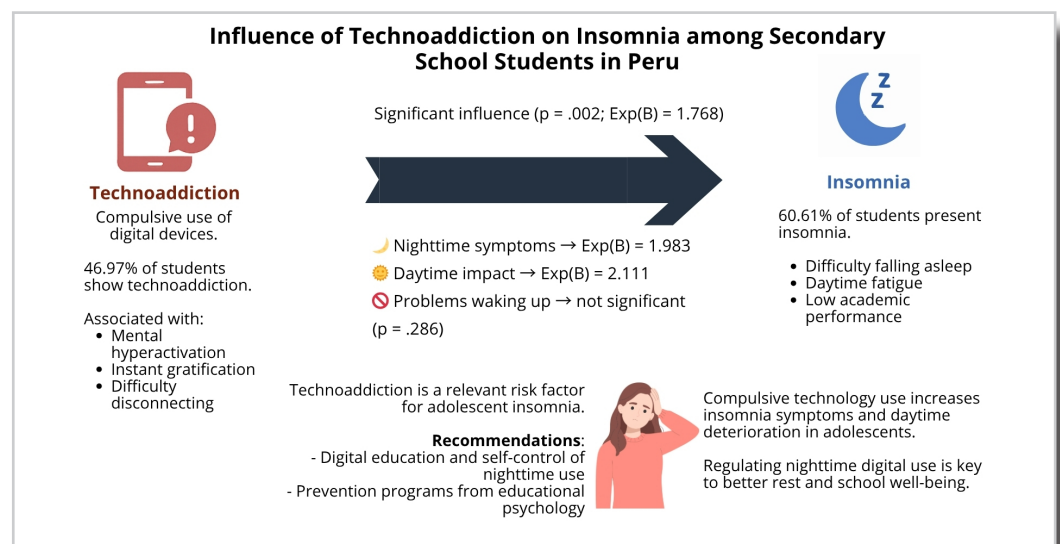 Influence of Technoaddiction on Insomnia among Secondary
School Students in Peru
Technoaddiction
Compulsive use of
digital devices.
46.97% of students
show technoaddiction.
Associated with:
• Mental
hyperactivation
• Instant gratification
• Difficulty
disconnecting
Significant influence (p = .002; Exp(B) = 1.768)
Nighttime symptoms → Exp(B) = 1.983
Daytime impact → Exp(B) = 2.111
Problems waking up → not significant
(p = .286)
z
z
Insomnia
60.61% of students present
insomnia.
• Difficulty falling asleep
• Daytime fatigue
• Low academic
performance
Technoaddiction is a relevant risk factor
for adolescent insomnia.
Recommendations:
- Digital education and self-control of
nighttime use
- Prevention programs from educational
psychology
Compulsive technology use increases
insomnia symptoms and daytime
deterioration in adolescents.
Regulating nighttime digital use is key
to better rest and school well-being.